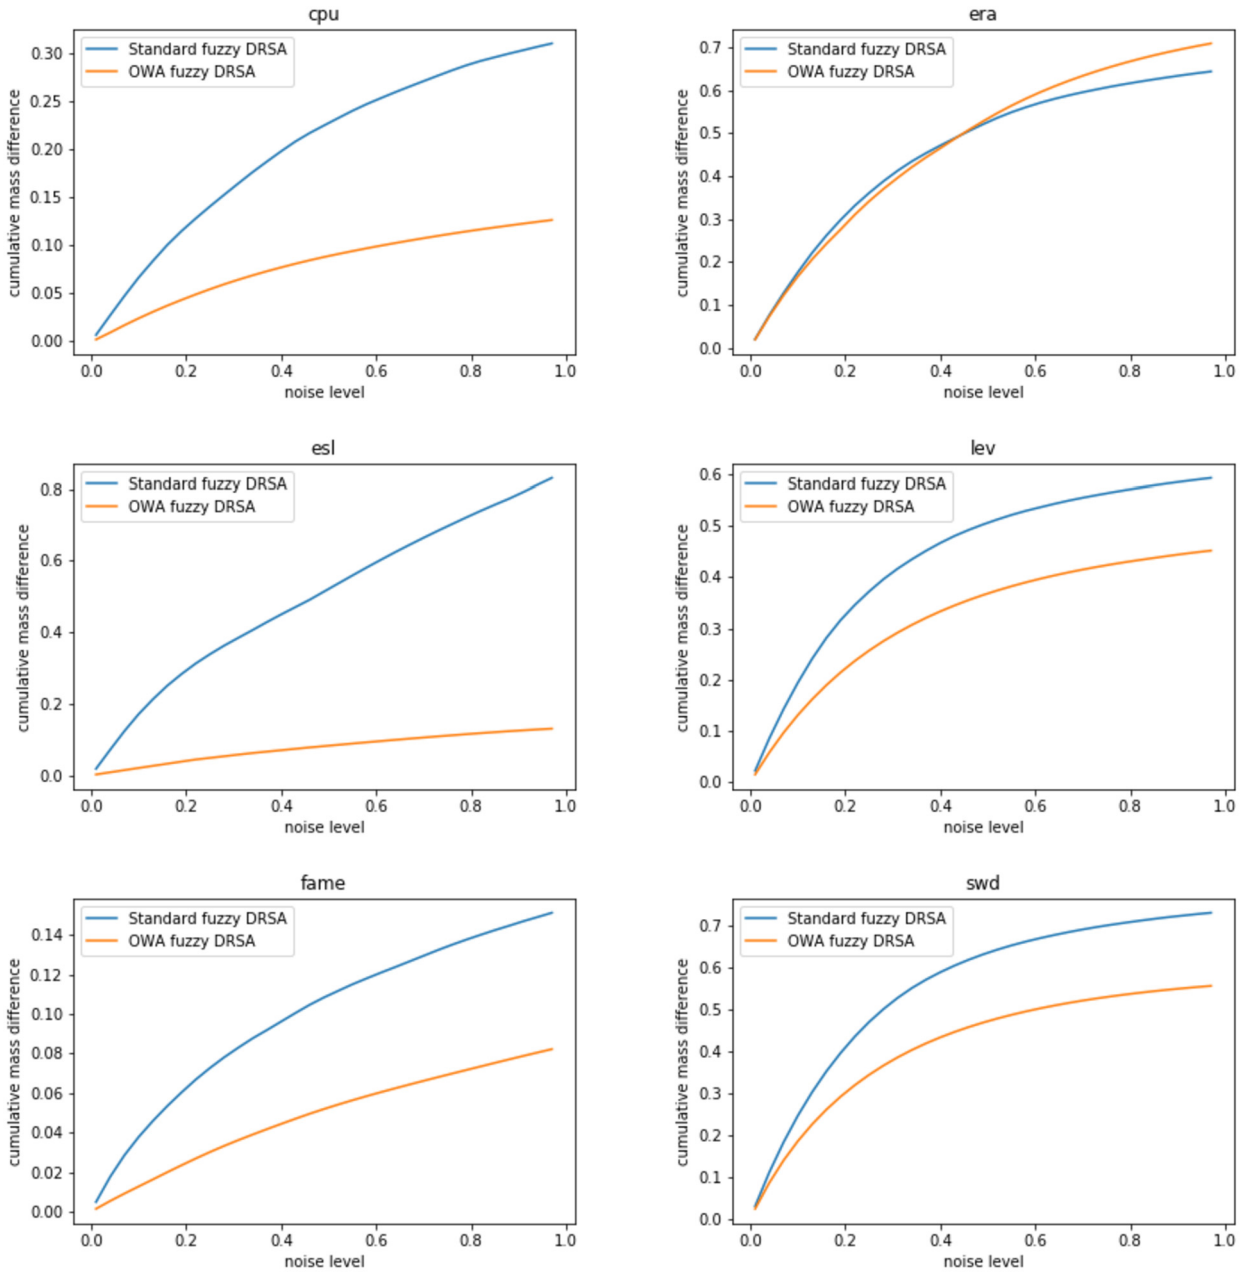 cpu
Standard fuzzy DRSA
OWA fuzzy DRSA
cumulative mass difference
0.30
0.25
0.20
0.15
0.10
0.05
0.00
0.0 0.2 0.4 0.6 0.8 1.0
noise level
era
Standard fuzzy DRSA
OWA fuzzy DRSA
cumulative mass difference
0.7
0.6
0.5
0.4
0.3
0.2
0.1
0.0
0.0 0.2 0.4 0.6 0.8 1.0
noise level
esl
Standard fuzzy DRSA
OWA fuzzy DRSA
cumulative mass difference
0.8
0.6
0.4
0.2
0.0
0.0 0.2 0.4 0.6 0.8 1.0
noise level
lev
Standard fuzzy DRSA
OWA fuzzy DRSA
cumulative mass difference
0.6
0.5
0.4
0.3
0.2
0.1
0.0
0.0 0.2 0.4 0.6 0.8 1.0
noise level
fame
Standard fuzzy DRSA
OWA fuzzy DRSA
cumulative mass difference
0.14
0.12
0.10
0.08
0.06
0.04
0.02
0.00
0.0 0.2 0.4 0.6 0.8 1.0
noise level
swd
Standard fuzzy DRSA
OWA fuzzy DRSA
cumulative mass difference
0.7
0.6
0.5
0.4
0.3
0.2
0.1
0.0
0.0 0.2 0.4 0.6 0.8 1.0
noise level